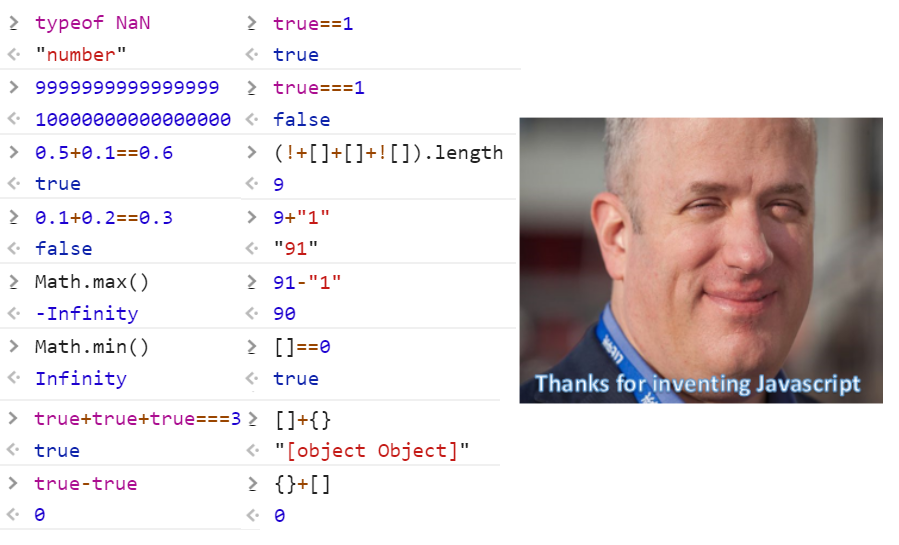 typeof NaN
"number"
9999999999999999
10000000000000000
0.5+0.1==0.6
true
0.1+0.2==0.3
false
Math.max()
-Infinity
Math.min()
Infinity
true+true+true===3
true
true-true
0
true==1
true
true===1
false
(!+[]+[]+![]).length
9
9+"1"
"91"
91-"1"
90
[]==0
true
[]+{}
"[object Object]"
{}+[]
0
Thanks for inventing Javascript